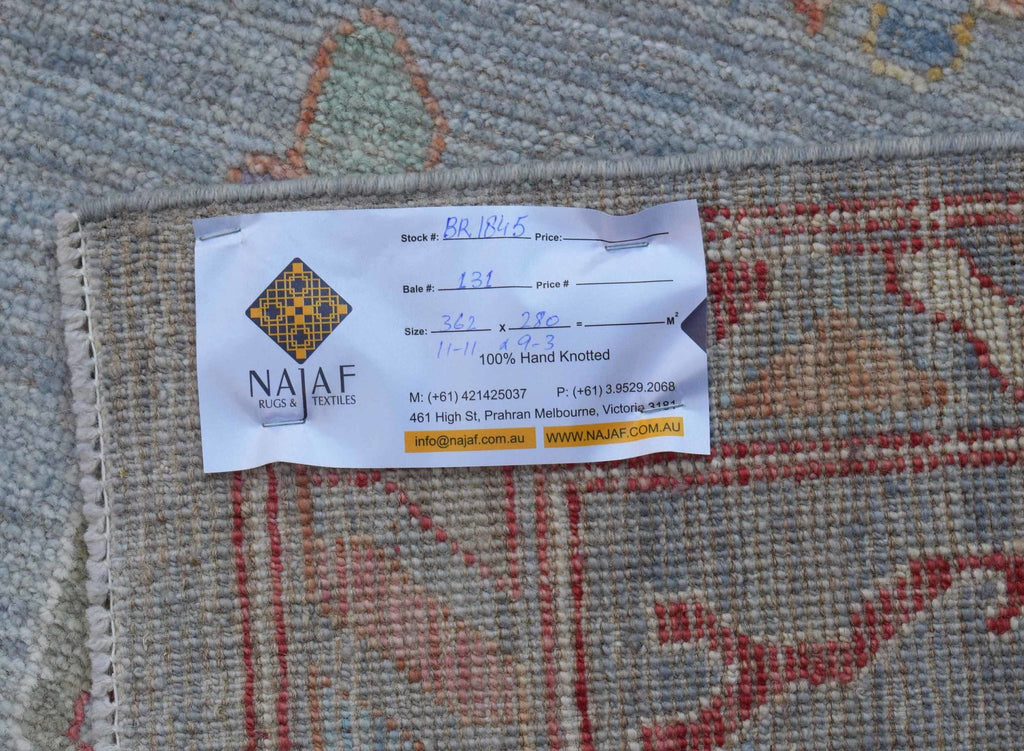 NAJAF
RUGS & TEXTILES
Stock #: BR1845 Price:
Bale #: 131 Price #
Size: 362 X 280 = M²
11-11 x 9-3
100% Hand Knotted
M: (+61) 421425037 P: (+61) 3.9529.2068
461 High St, Prahran Melbourne, Victoria 3181
info@najaf.com.au WWW.NAJAF.COM.AU